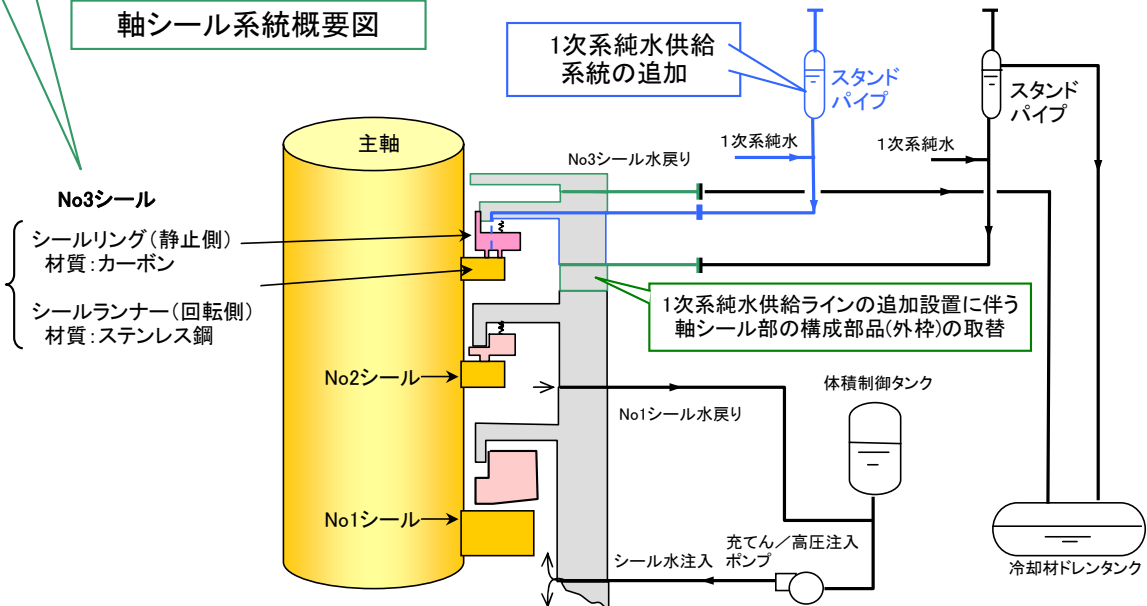 軸シール系統概要図
1次系純水供給
系統の追加
スタンド
パイプ
スタンド
パイプ
主軸
1次系純水
1次系純水
No3シール水戻り
No3シール
シールリング(静止側)
材質:カーボン
シールランナー(回転側)
材質:ステンレス鋼
1次系純水供給ラインの追加設置に伴う
軸シール部の構成部品(外枠)の取替
No2シール
体積制御タンク
No1シール水戻り
No1シール
充てん/高圧注入
ポンプ
シール水注入
冷却材ドレンタンク